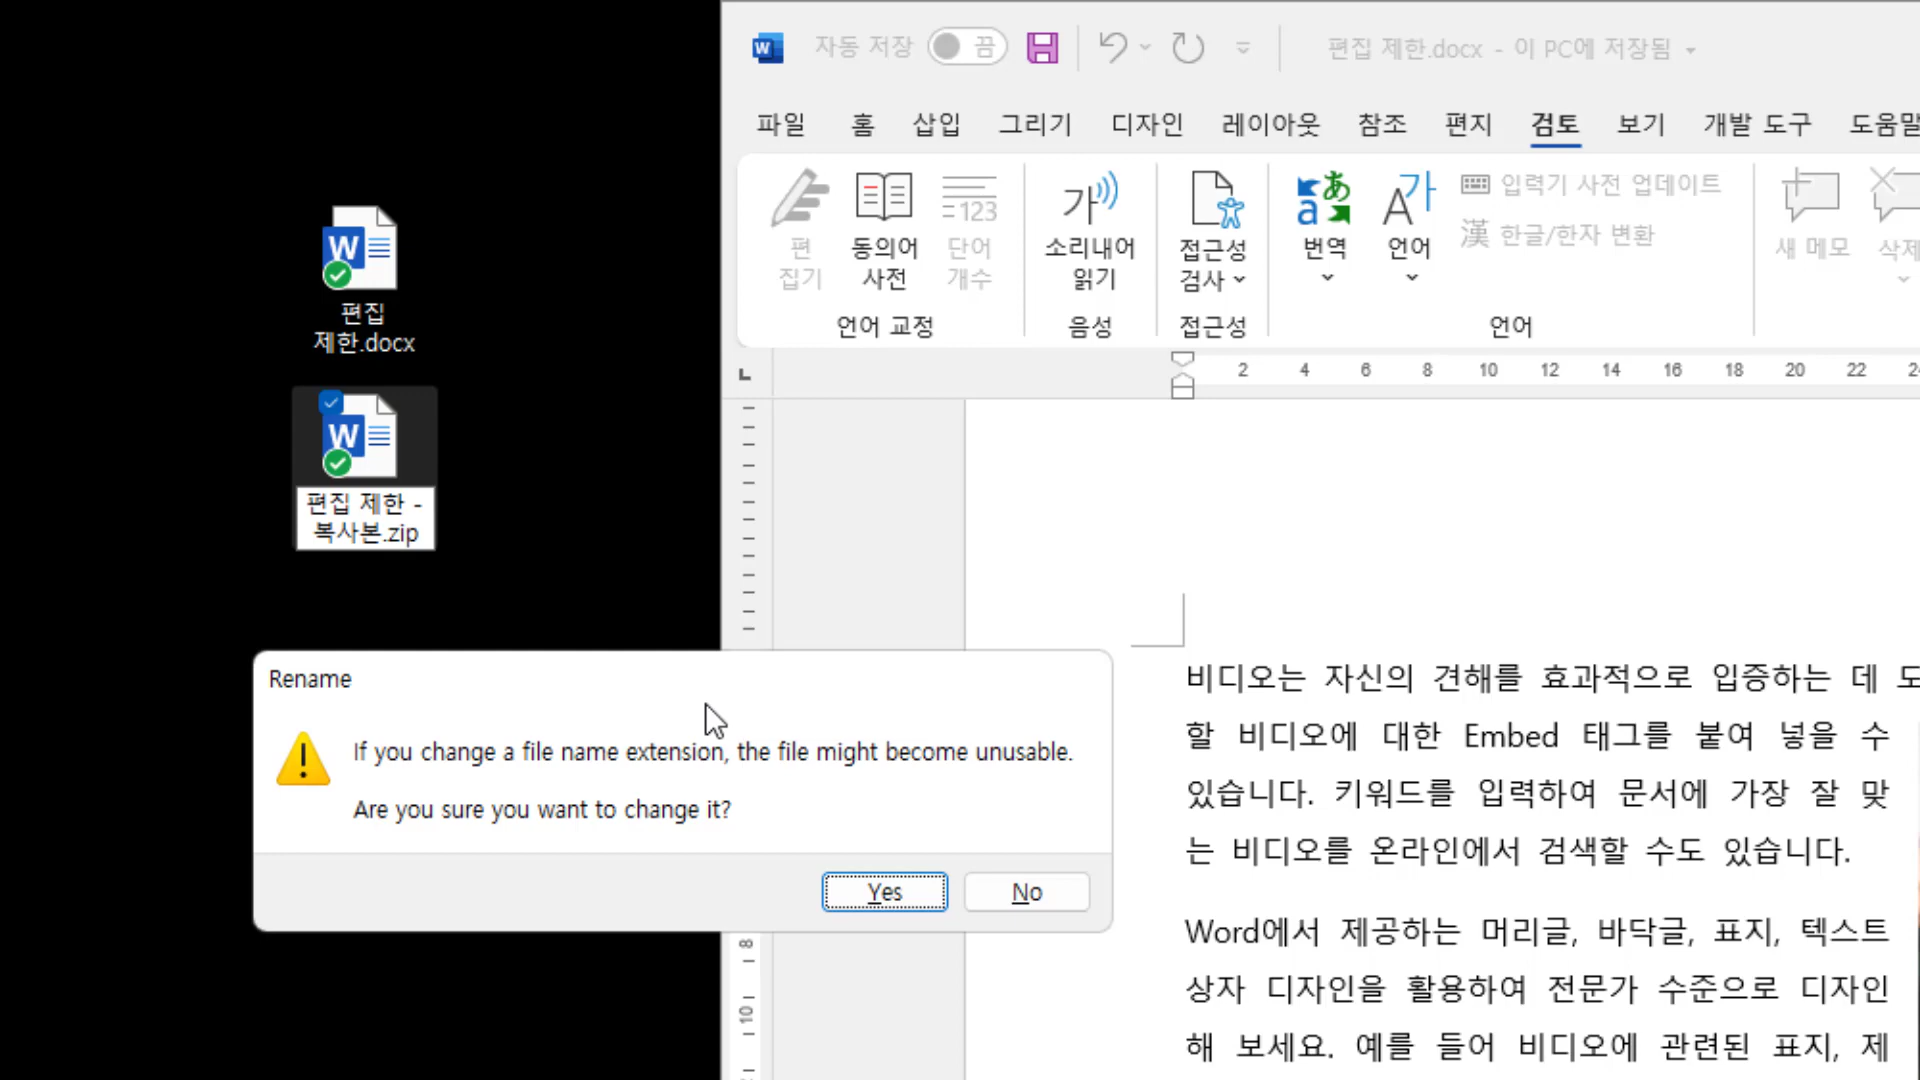 편집
제한.docx
편집 제한 -
복사본.zip
자동 저장 끔
편집 제한.docx - 이 PC에 저장됨
파일 홈 삽입 그리기 디자인 레이아웃 참조 편지 검토 보기 개발 도구 도움말
편
집기
동의어
사전
단어
개수
언어 교정
소리내어
읽기
음성
접근성
검사
접근성
번역
언어
입력기 사전 업데이트
한글/한자 변환
언어
새 메모
삭제
2 4 6 8 10 12 14 16 18 20 22
비디오는 자신의 견해를 효과적으로 입증하는 데 도
할 비디오에 대한 Embed 태그를 붙여 넣을 수
있습니다. 키워드를 입력하여 문서에 가장 잘 맞
는 비디오를 온라인에서 검색할 수도 있습니다.
Word에서 제공하는 머리글, 바닥글, 표지, 텍스트
상자 디자인을 활용하여 전문가 수준으로 디자인
해 보세요. 예를 들어 비디오에 관련된 표지, 제
8
10
Rename
If you change a file name extension, the file might become unusable.
Are you sure you want to change it?
Yes No